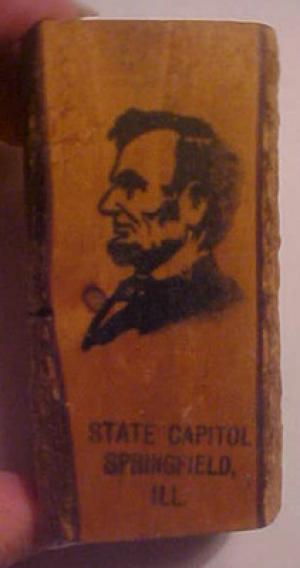 STATE CAPITOL
SPRINGFIELD,
ILL.